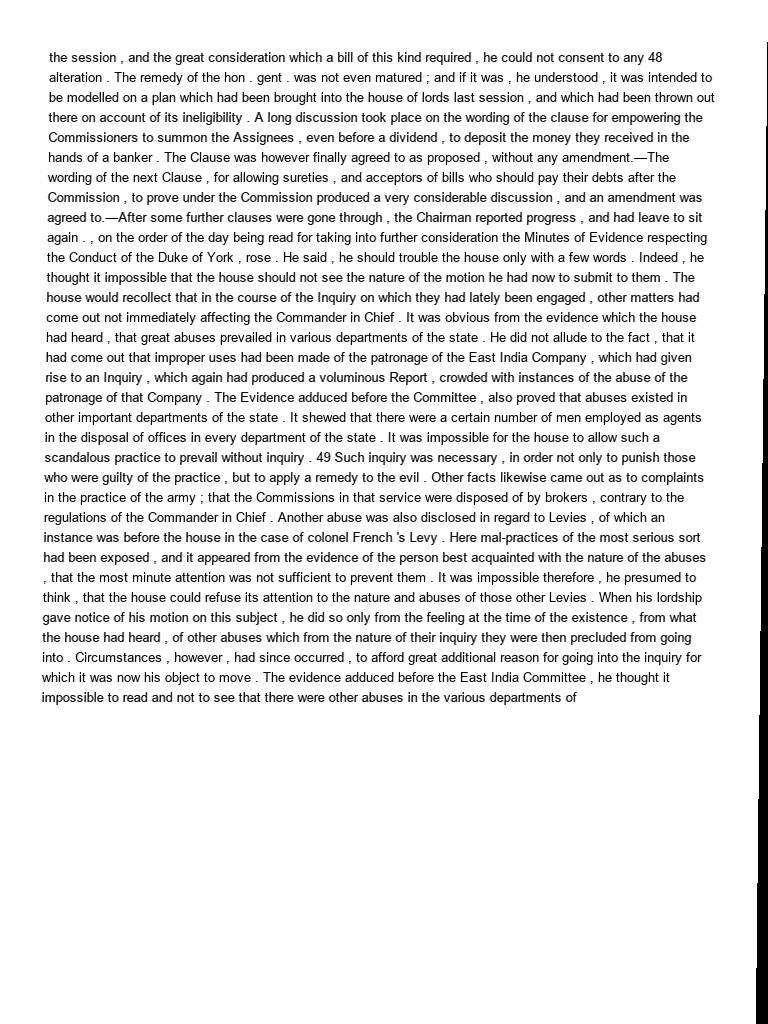 the session , and the great consideration which a bill of this kind required , he could not consent to any 48
alteration . The remedy of the hon . gent . was not even matured ; and if it was , he understood , it was intended to
be modelled on a plan which had been brought into the house of lords last session , and which had been thrown out
there on account of its ineligibility . A long discussion took place on the wording of the clause for empowering the
Commissioners to summon the Assignees , even before a dividend , to deposit the money they received in the
hands of a banker . The Clause was however finally agreed to as proposed , without any amendment.—The
wording of the next Clause , for allowing sureties , and acceptors of bills who should pay their debts after the
Commission , to prove under the Commission produced a very considerable discussion , and an amendment was
agreed to.—After some further clauses were gone through , the Chairman reported progress , and had leave to sit
again . , on the order of the day being read for taking into further consideration the Minutes of Evidence respecting
the Conduct of the Duke of York , rose . He said , he should trouble the house only with a few words . Indeed , he
thought it impossible that the house should not see the nature of the motion he had now to submit to them . The
house would recollect that in the course of the Inquiry on which they had lately been engaged , other matters had
come out not immediately affecting the Commander in Chief . It was obvious from the evidence which the house
had heard , that great abuses prevailed in various departments of the state . He did not allude to the fact , that it
had come out that improper uses had been made of the patronage of the East India Company , which had given
rise to an Inquiry , which again had produced a voluminous Report , crowded with instances of the abuse of the
patronage of that Company . The Evidence adduced before the Committee , also proved that abuses existed in
other important departments of the state . It shewed that there were a certain number of men employed as agents
in the disposal of offices in every department of the state . It was impossible for the house to allow such a
scandalous practice to prevail without inquiry . 49 Such inquiry was necessary , in order not only to punish those
who were guilty of the practice , but to apply a remedy to the evil . Other facts likewise came out as to complaints
in the practice of the army ; that the Commissions in that service were disposed of by brokers , contrary to the
regulations of the Commander in Chief . Another abuse was also disclosed in regard to Levies , of which an
instance was before the house in the case of colonel French 's Levy . Here mal-practices of the most serious sort
had been exposed , and it appeared from the evidence of the person best acquainted with the nature of the abuses
, that the most minute attention was not sufficient to prevent them . It was impossible therefore , he presumed to
think , that the house could refuse its attention to the nature and abuses of those other Levies . When his lordship
gave notice of his motion on this subject , he did so only from the feeling at the time of the existence , from what
the house had heard , of other abuses which from the nature of their inquiry they were then precluded from going
into . Circumstances , however , had since occurred , to afford great additional reason for going into the inquiry for
which it was now his object to move . The evidence adduced before the East India Committee , he thought it
impossible to read and not to see that there were other abuses in the various departments of